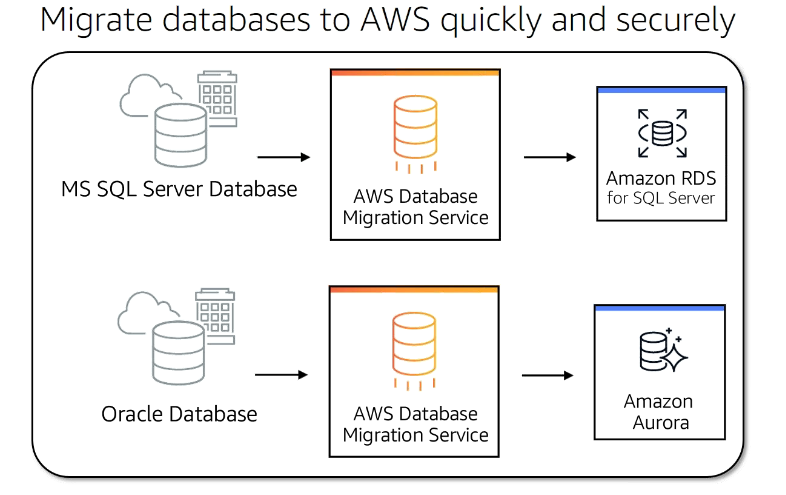 Migrate databases to AWS quickly and securely
MS SQL Server Database
AWS Database
Migration Service
Amazon RDS
for SQL Server
Oracle Database
AWS Database
Migration Service
Amazon
Aurora